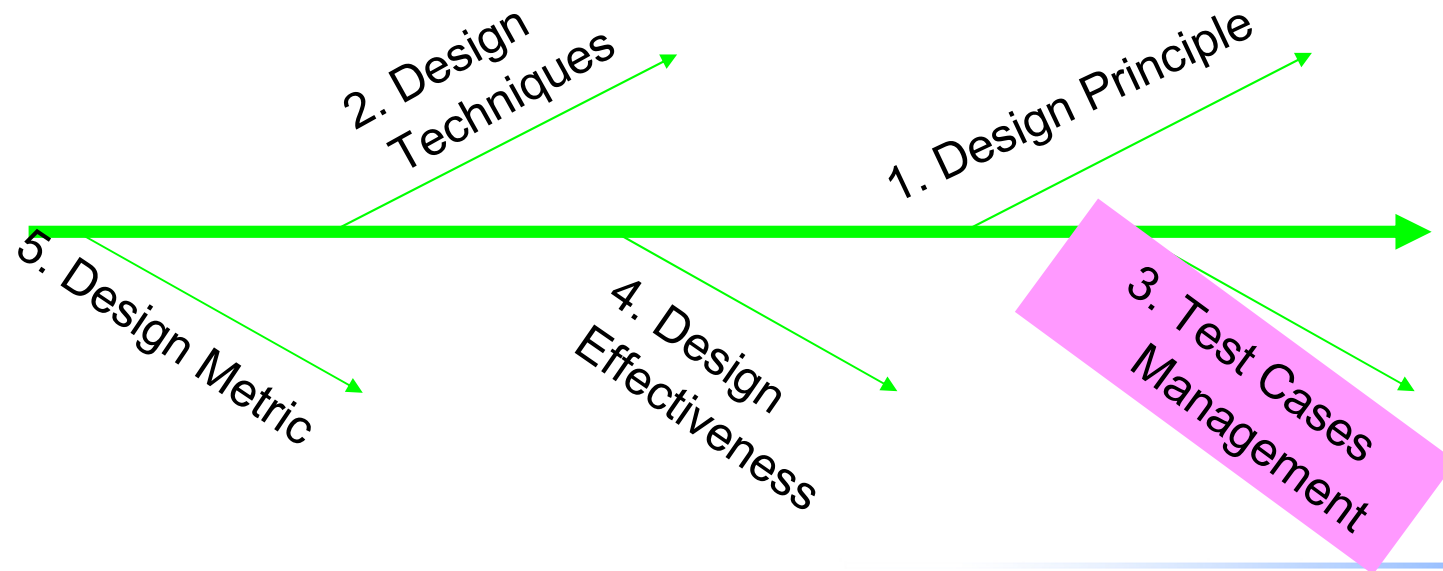 2. Design
Techniques
1. Design Principle
5. Design Metric
4. Design
Effectiveness
3. Test Cases
Management